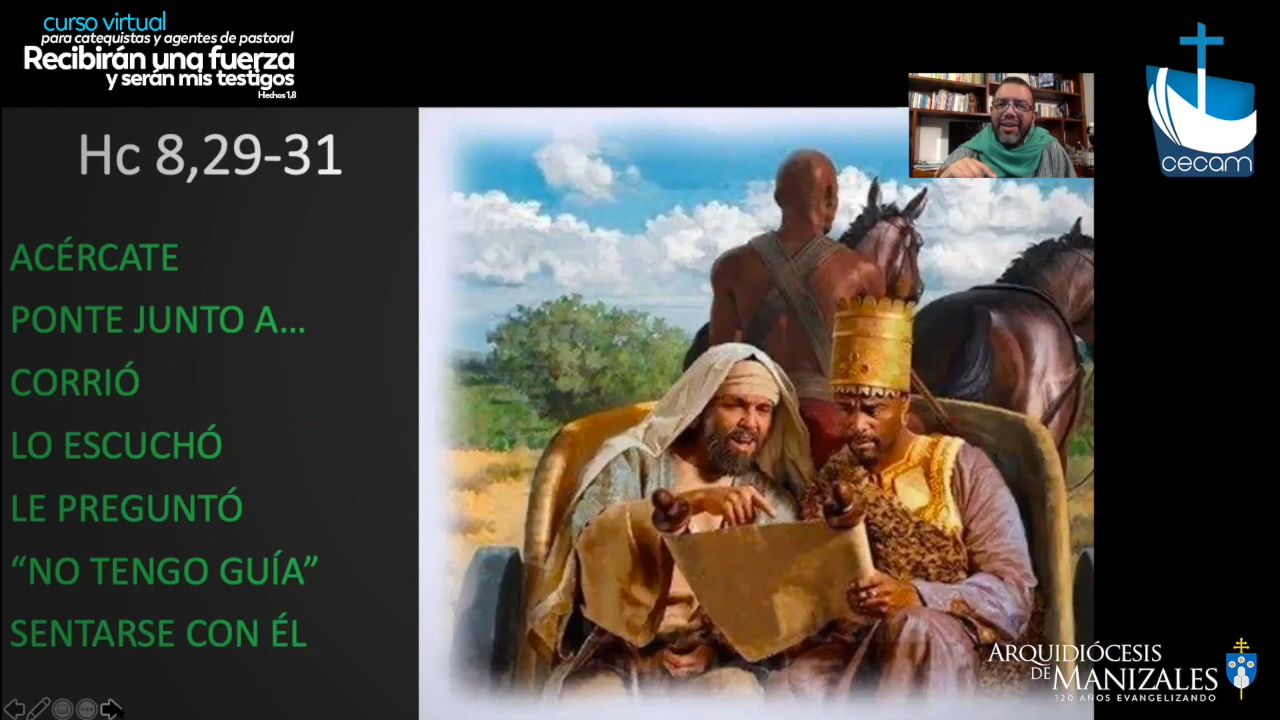 curso virtual
para catequistas y agentes de pastoral
Recibirán una fuerza
y serán mis testigos
Hechos 1,8
cecam
Hc 8,29-31
ACÉRCATE
PONTE JUNTO A...
CORRIÓ
LO ESCUCHÓ
LE PREGUNTÓ
“NO TENGO GUÍA”
SENTARSE CON ÉL
ARQUIDIÓCESIS
DE MANIZALES
120 AÑOS EVANGELIZANDO